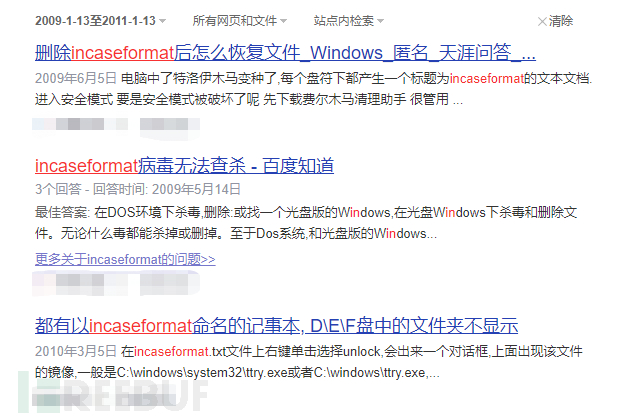 2009-1-13至2011-1-13 所有网页和文件 站点内检索 清除
删除incaseformat后怎么恢复文件_Windows_匿名_天涯问答_...
2009年6月5日 电脑中了特洛伊木马变种了,每个盘符下都产生一个标题为incaseformat的文本文档.
进入安全模式 要是安全模式被破坏了呢 先下载费尔木马清理助手 很管用 ...
incaseformat病毒无法查杀 - 百度知道
3个回答 - 回答时间: 2009年5月14日
最佳答案: 在DOS环境下杀毒,删除:或找一个光盘版的Windows,在光盘Windows下杀毒和删除文
件。无论什么毒都能杀掉或删掉。至于Dos系统,和光盘版的Windows...
更多关于incaseformat的问题>>
都有以incaseformat命名的记事本, D\E\F盘中的文件夹不显示
2010年3月5日 在incaseformat.txt文件上右键单击选择unlock,会出来一个对话框,上面出现该文件
的镜像,一般是C:\windows\system32\ttry.exe或者C:\windows\ttry.exe,...
FREEBUF